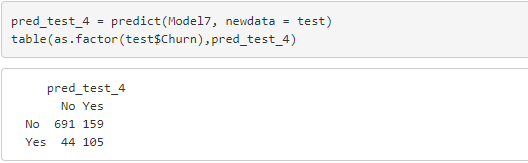 pred_test_4 = predict(Model7, newdata = test)
table(as.factor(test$Churn),pred_test_4)
pred_test_4
No Yes
No 691 159
Yes 44 105